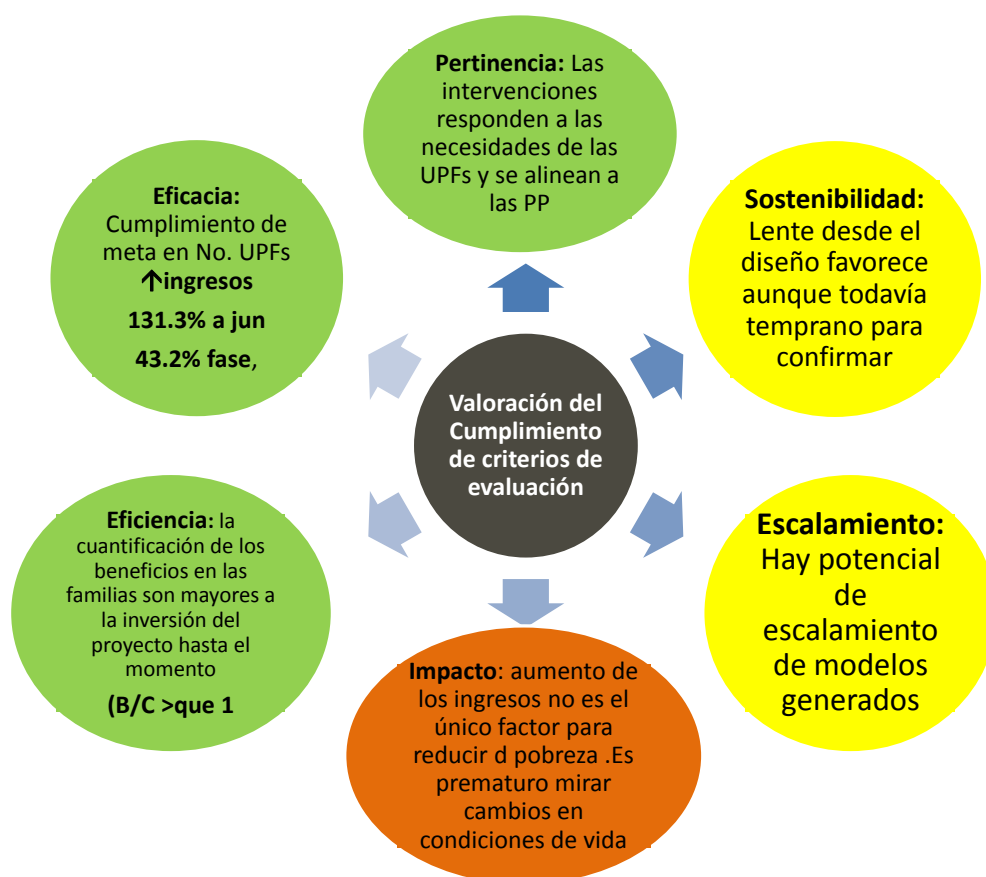 Pertinencia: Las
intervenciones
responden a las
necesidades de las
UPFs y se alinean a
las PP
Eficacia:
Cumplimiento de
meta en No. UPFs
↑ingresos
131.3% a jun
43.2% fase,
Sostenibilidad:
Lente desde el
diseño favorece
aunque todavía
temprano para
confirmar
Valoración del
Cumplimiento
de criterios de
evaluación
Eficiencia: la
cuantificación de los
beneficios en las
familias son mayores a
la inversión del
proyecto hasta el
momento
(B/C >que 1
Escalamiento:
Hay potencial
de
escalamiento
de modelos
generados
Impacto: aumento de
los ingresos no es el
único factor para
reducir d pobreza .Es
prematuro mirar
cambios en
condiciones de vida